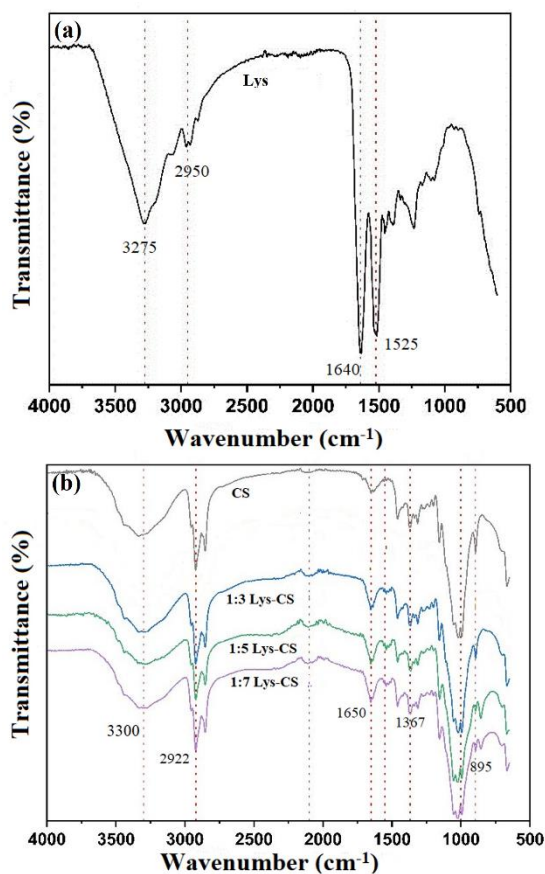 (a)
Lys
2950
3275
1525
1640
Transmittance (%)
4000 3500 3000 2500 2000 1500 1000 500
Wavenumber (cm⁻¹)
(b)
CS
1:3 Lys-CS
1:5 Lys-CS
1:7 Lys-CS
3300
2922
1650
1367
895
Transmittance (%)
4000 3500 3000 2500 2000 1500 1000 500
Wavenumber (cm⁻¹)